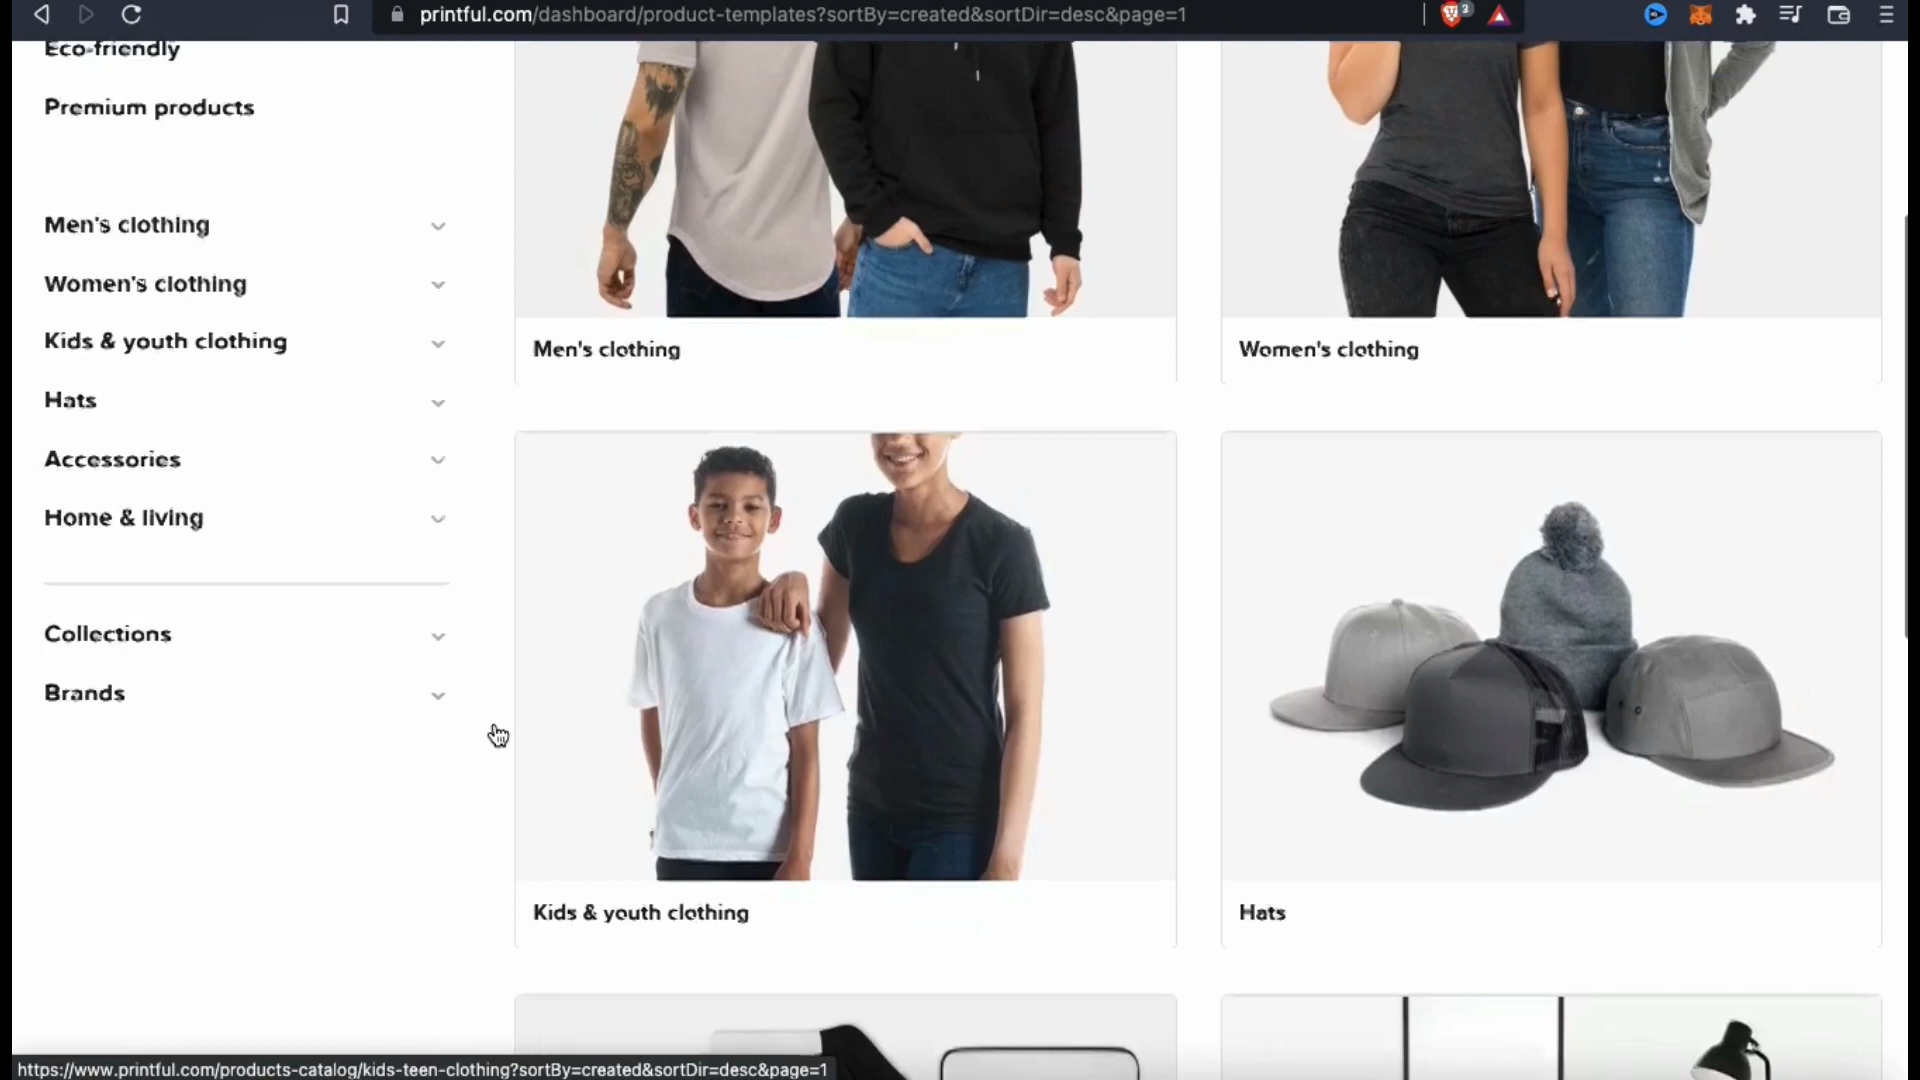 printful.com/dashboard/product-templates?sortBy=created&sortDir=desc&page=1
3
Eco-friendly
Premium products
Men's clothing
Women's clothing
Kids & youth clothing
Hats
Accessories
Home & living
Collections
Brands
Men's clothing
Women's clothing
Kids & youth clothing
Hats
https://www.printful.com/products-catalog/kids-teen-clothing?sortBy=created&sortDir=desc&page=1